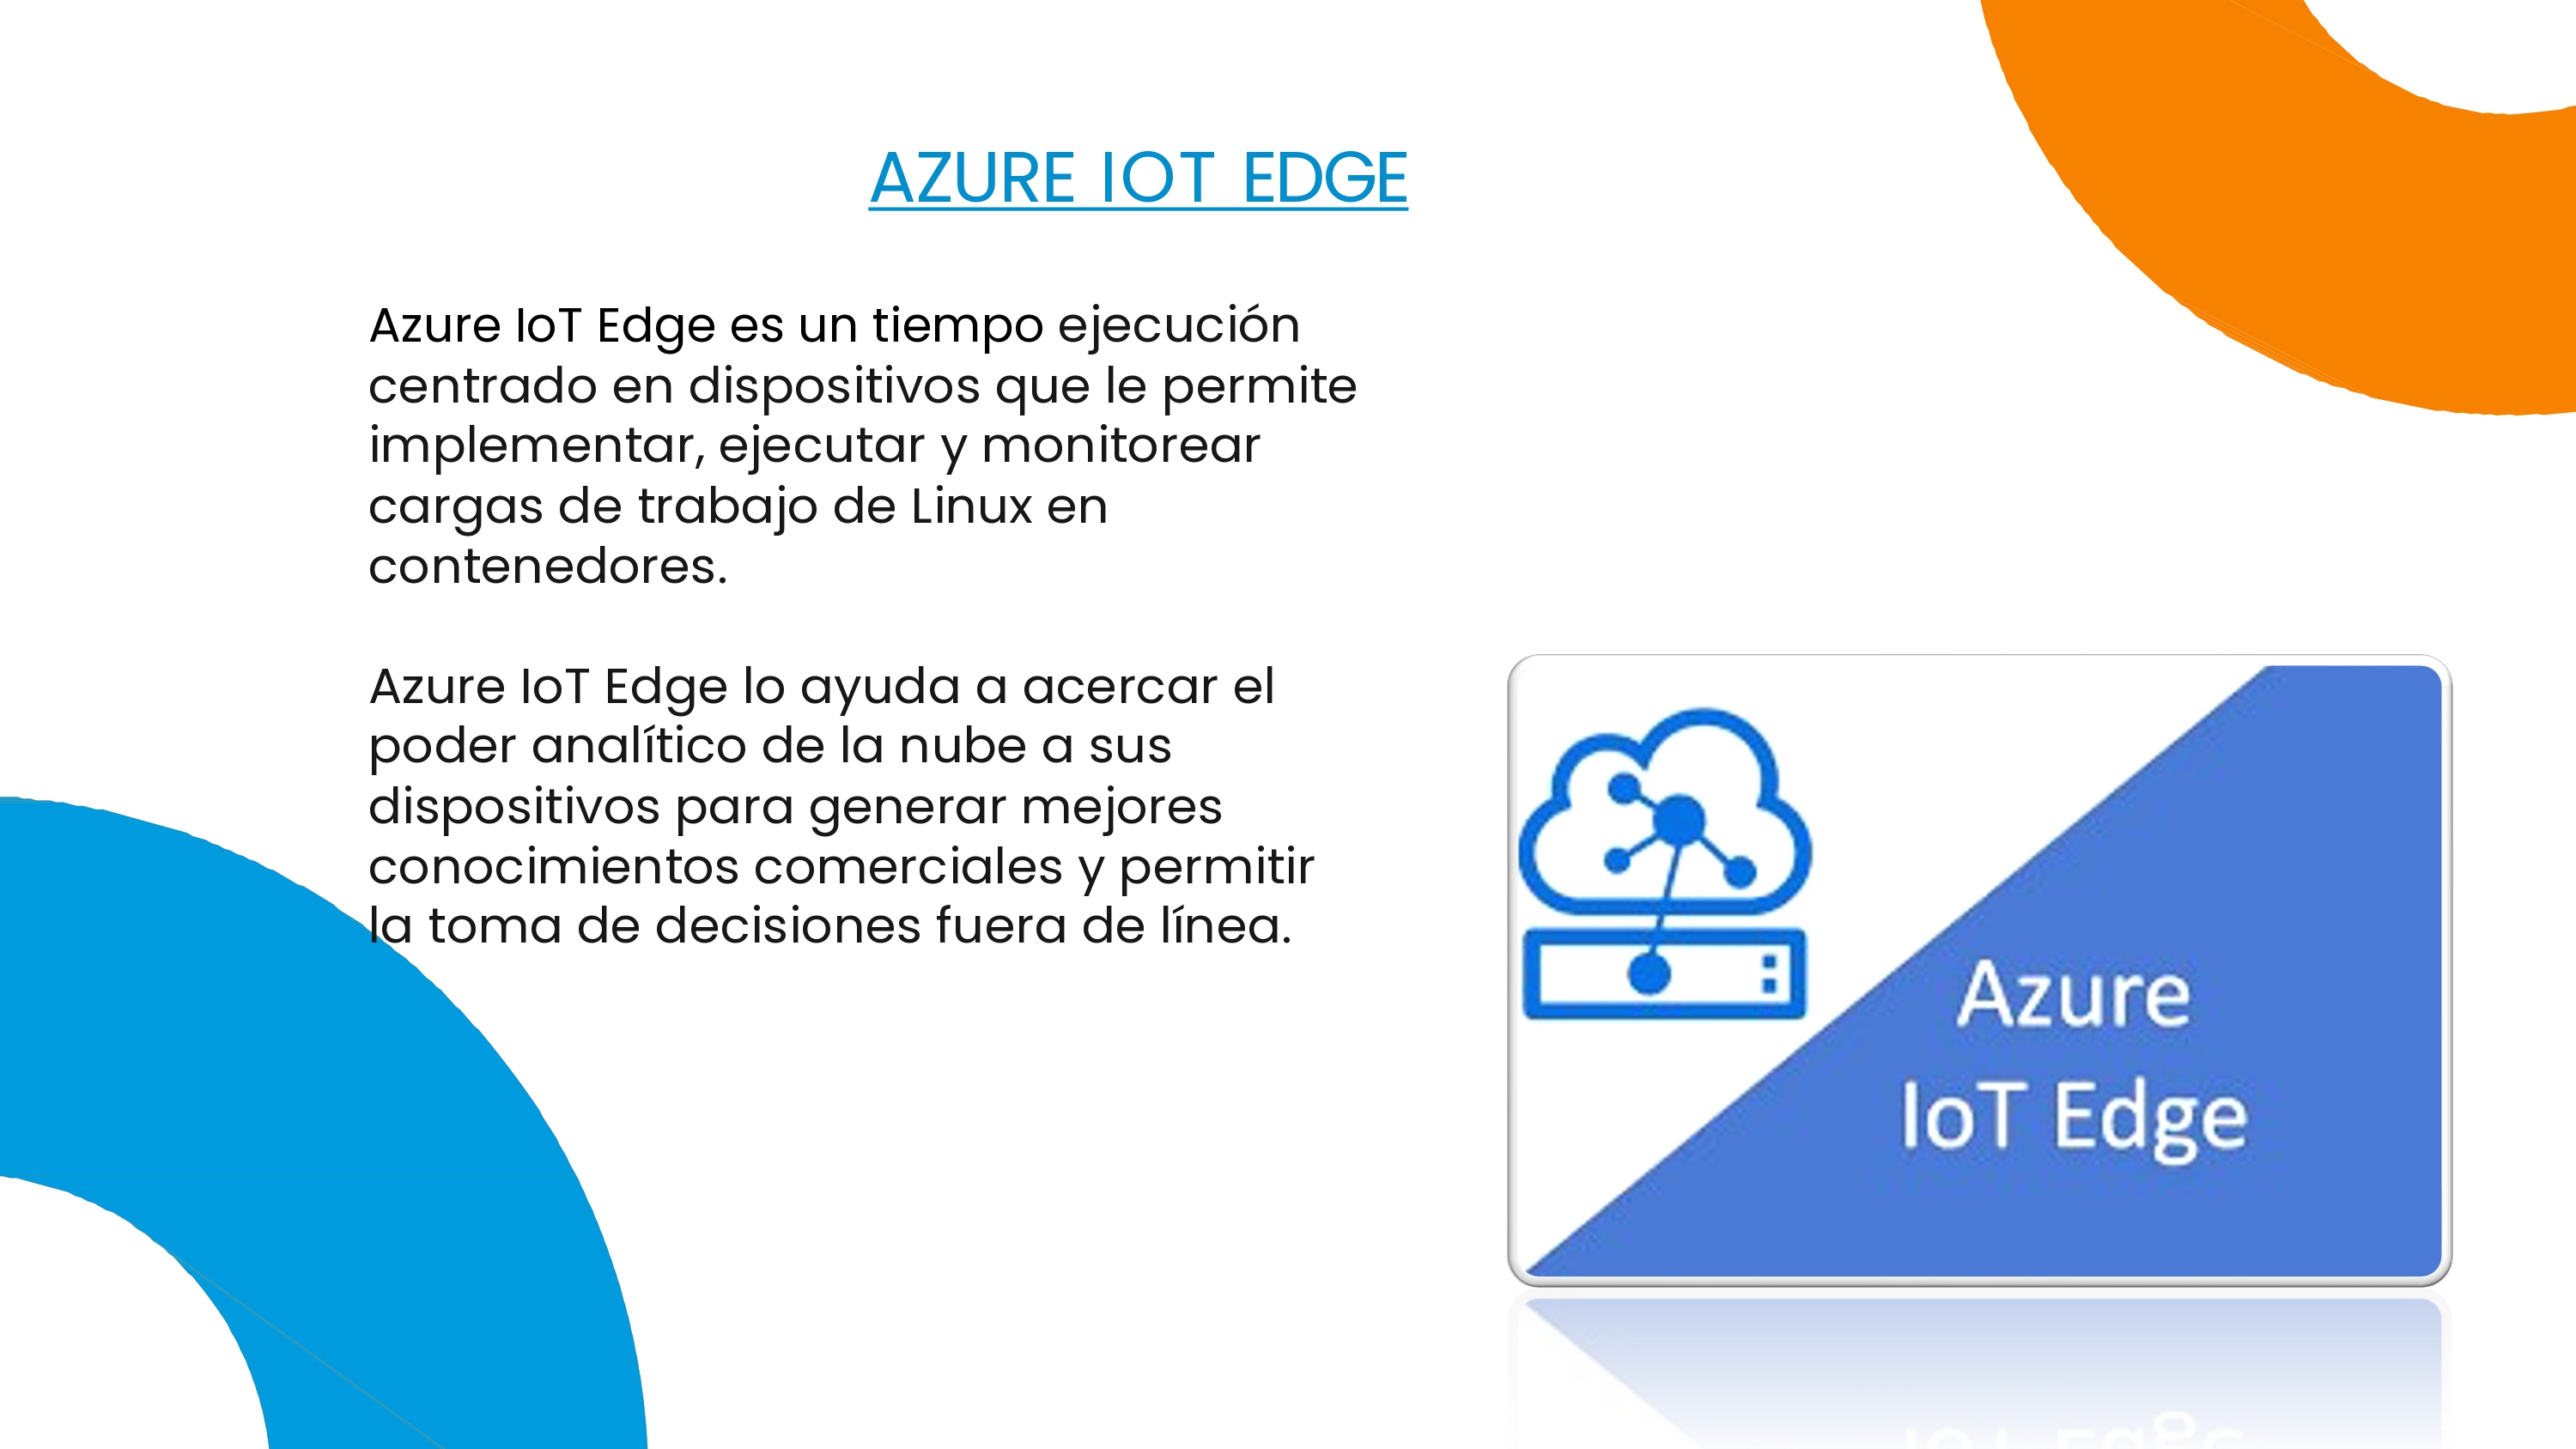 AZURE IOT EDGE
Azure IoT Edge es un tiempo ejecución
centrado en dispositivos que le permite
implementar, ejecutar y monitorear
cargas de trabajo de Linux en
contenedores.
Azure IoT Edge lo ayuda a acercar el
poder analítico de la nube a sus
dispositivos para generar mejores
conocimientos comerciales y permitir
la toma de decisiones fuera de línea.
Azure
IoT Edge